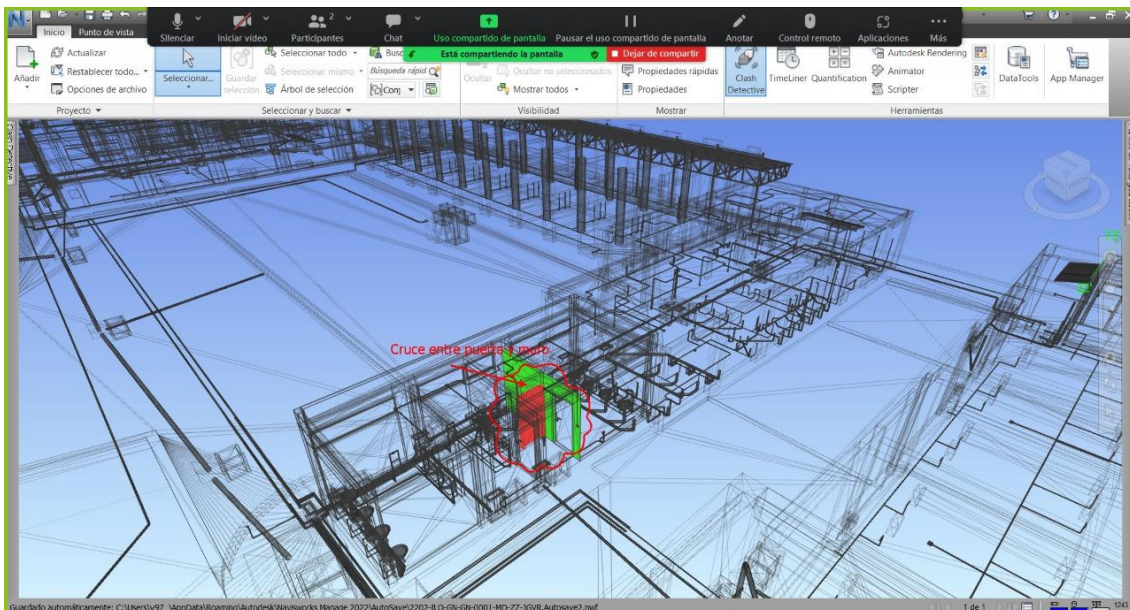 Silenciar
Iniciar vídeo
2
Participantes
Chat
Uso compartido de pantalla
Pausar el uso compartido de pantalla
Anotar
Control remoto
Aplicaciones
Más
Está compartiendo la pantalla
Dejar de compartir
Inicio
Punto de vista
Añadir
Actualizar
Restablecer todo...
Opciones de archivo
Proyecto
Seleccionar...
Guardar selección
Seleccionar todo
Seleccionar mismo
Árbol de selección
Búsqueda rápid
Conj
Seleccionar y buscar
Ocultar
Ocultar no seleccionados
Mostrar todos
Visibilidad
Propiedades rápidas
Propiedades
Mostrar
Clash Detective
TimeLiner
Quantification
Autodesk Rendering
Animator
Scripter
Herramientas
DataTools
App Manager
Cruce entre puerta y muro
1 de 1
1243